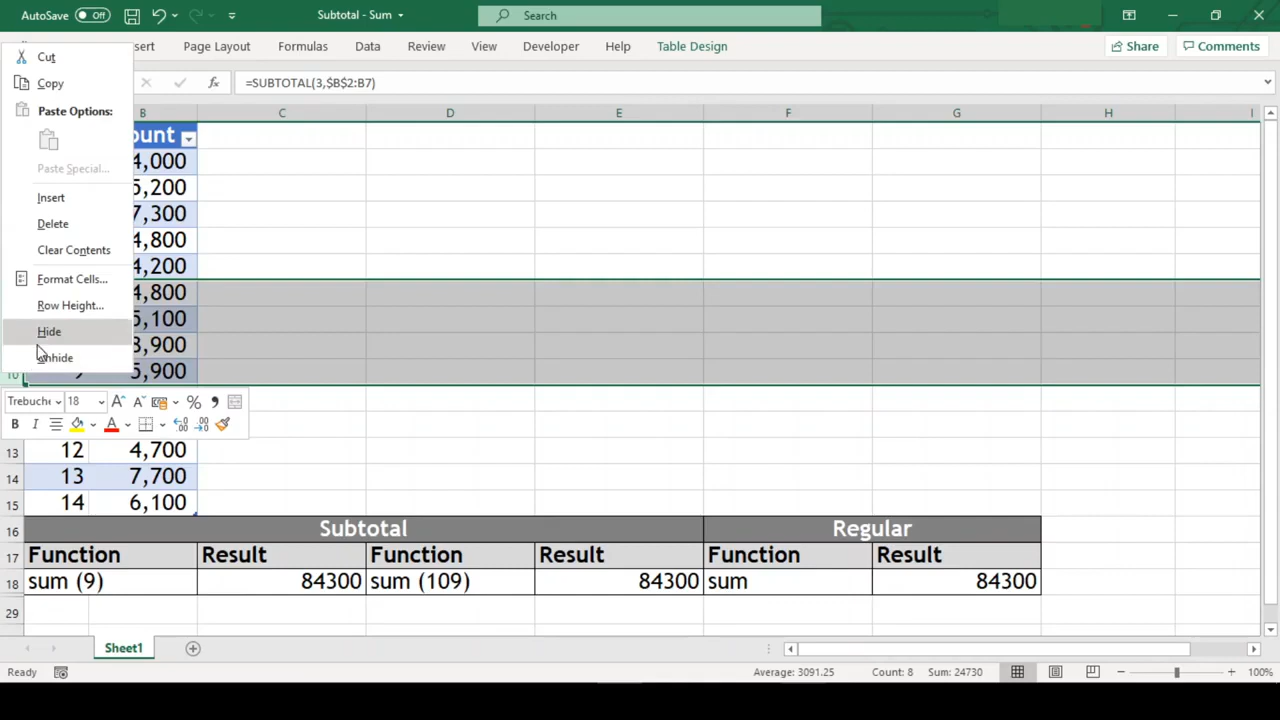 AutoSave Off Subtotal - Sum Search
sert Page Layout Formulas Data Review View Developer Help Table Design Share Comments
Cut
Copy
Paste Options:
Paste Special...
Insert
Delete
Clear Contents
Format Cells...
Row Height...
Hide
Unhide
fx =SUBTOTAL(3,$B$2:B7)
B C D E F G H I
ount
4,000
5,200
7,300
4,800
4,200
4,800
5,100
3,900
10 9 5,900
Trebuche 18
B I A
13 12 4,700
14 13 7,700
15 14 6,100
16 Subtotal Regular
17 Function Result Function Result Function Result
18 sum (9) 84300 sum (109) 84300 sum 84300
29
Sheet1
Ready Average: 3091.25 Count: 8 Sum: 24730 100%